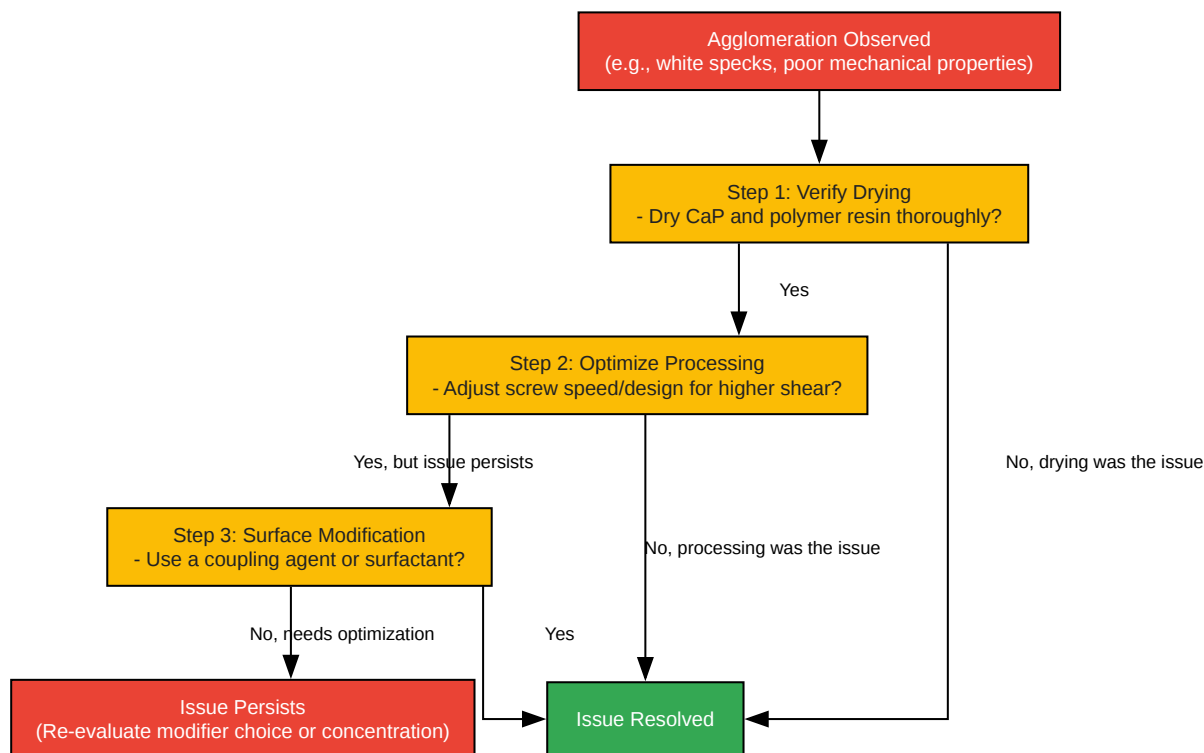 Agglomeration Observed
(e.g., white specks, poor mechanical properties)
Step 1: Verify Drying
- Dry CaP and polymer resin thoroughly?
Yes
Step 2: Optimize Processing
- Adjust screw speed/design for higher shear?
Yes, but issue persists
No, drying was the issue
Step 3: Surface Modification
- Use a coupling agent or surfactant?
No, processing was the issue
No, needs optimization
Yes
Issue Persists
(Re-evaluate modifier choice or concentration)
Issue Resolved